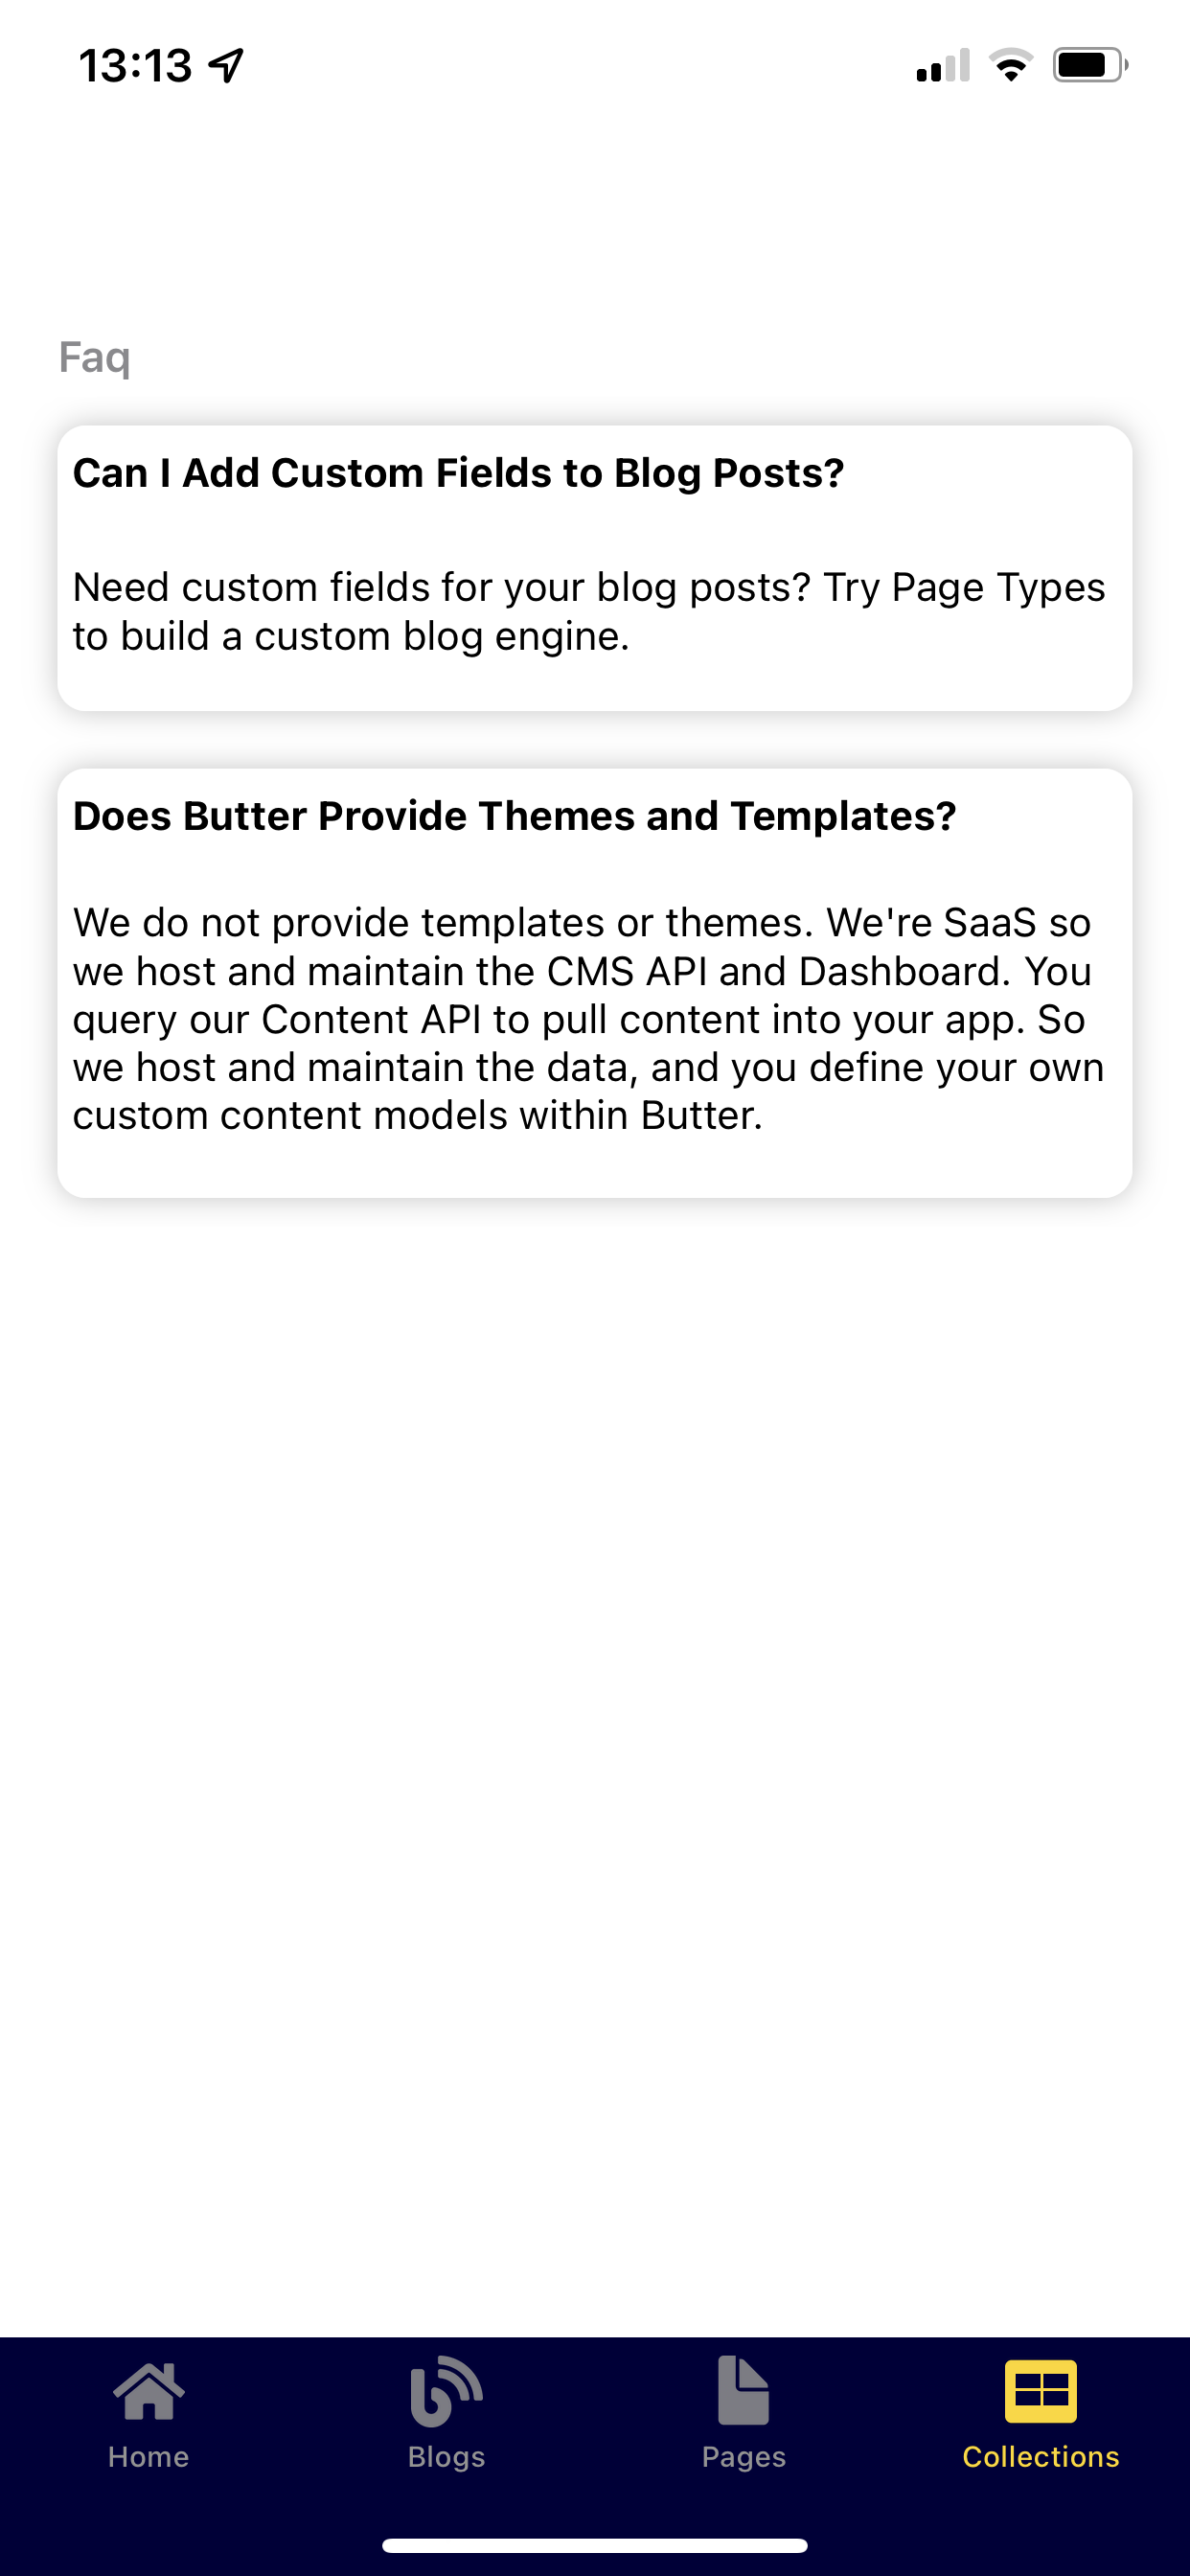 13:13
Faq
Can I Add Custom Fields to Blog Posts?
Need custom fields for your blog posts? Try Page Types
to build a custom blog engine.
Does Butter Provide Themes and Templates?
We do not provide templates or themes. We're SaaS so
we host and maintain the CMS API and Dashboard. You
query our Content API to pull content into your app. So
we host and maintain the data, and you define your own
custom content models within Butter.
Home
Blogs
Pages
Collections